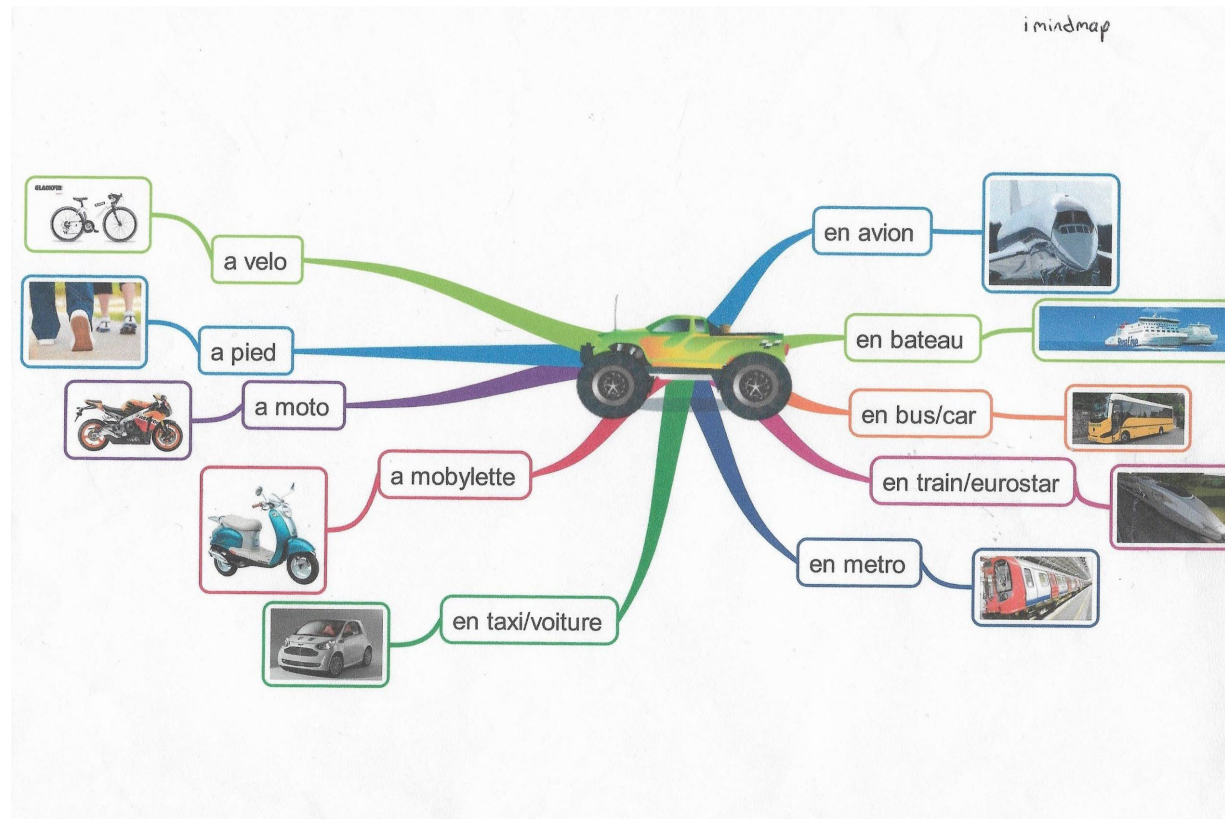 imindmap
a velo
a pied
a moto
a mobylette
en taxi/voiture
en avion
en bateau
en bus/car
en train/eurostar
en metro